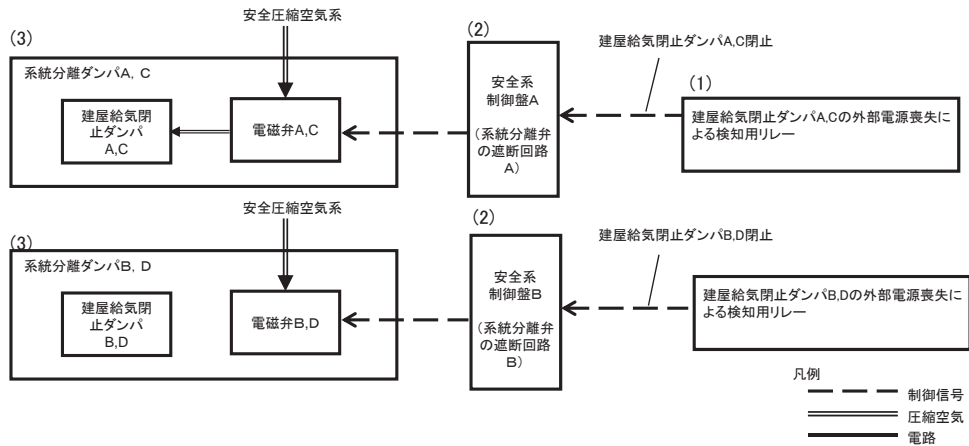 安全圧縮空気系
(3)
系統分離ダンパA, C
建屋給気閉
止ダンパ
A,C
電磁弁A,C
(2)
安全系
制御盤A
(系統分離弁
の遮断回路
A)
建屋給気閉止ダンパA,C閉止
(1)
建屋給気閉止ダンパA,Cの外部電源喪失に
よる検知用リレー
安全圧縮空気系
(3)
系統分離ダンパB, D
建屋給気閉
止ダンパ
B,D
電磁弁B,D
(2)
安全系
制御盤B
(系統分離弁
の遮断回路
B)
建屋給気閉止ダンパB,D閉止
建屋給気閉止ダンパB,Dの外部電源喪失に
よる検知用リレー
凡例
制御信号
圧縮空気
電路